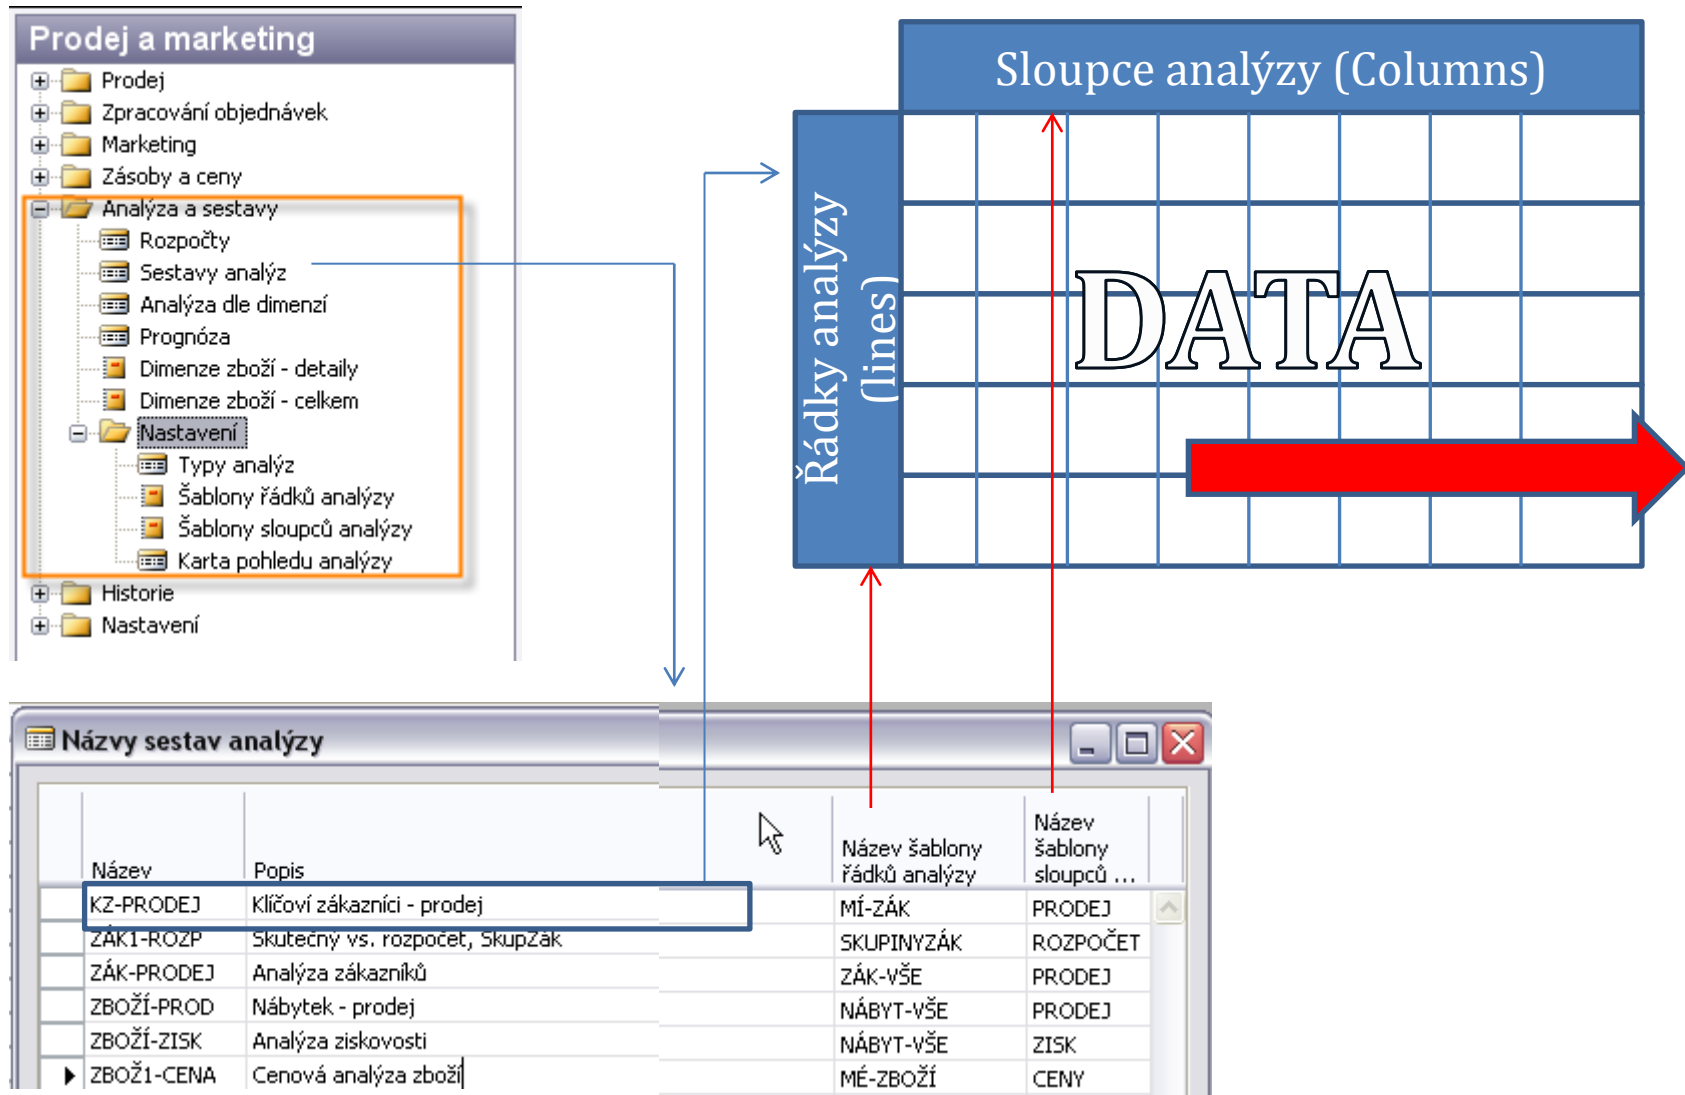 Prodej a marketing
Prodej
Zpracování objednávek
Marketing
Zásoby a ceny
Analýza a sestavy
Rozpočty
Sestavy analýz
Analýza dle dimenzí
Prognóza
Dimenze zboží - detaily
Dimenze zboží - celkem
Nastavení
Typy analýz
Šablony řádků analýzy
Šablony sloupců analýzy
Karta pohledu analýzy
Historie
Nastavení
Sloupce analýzy (Columns)
Řádky analýzy
(lines)
DATA
Názvy sestav analýzy
Název Popis Název šablony řádků analýzy Název šablony sloupců ...
KZ-PRODEJ Klíčoví zákazníci - prodej MÍ-ZÁK PRODEJ
ZÁK1-ROZP Skutečný vs. rozpočet, SkupZák SKUPINYZÁK ROZPOČET
ZÁK-PRODEJ Analýza zákazníků ZÁK-VŠE PRODEJ
ZBOŽÍ-PROD Nábytek - prodej NÁBYT-VŠE PRODEJ
ZBOŽÍ-ZISK Analýza ziskovosti NÁBYT-VŠE ZISK
ZBOŽ1-CENA Cenová analýza zboží MÉ-ZBOŽÍ CENY